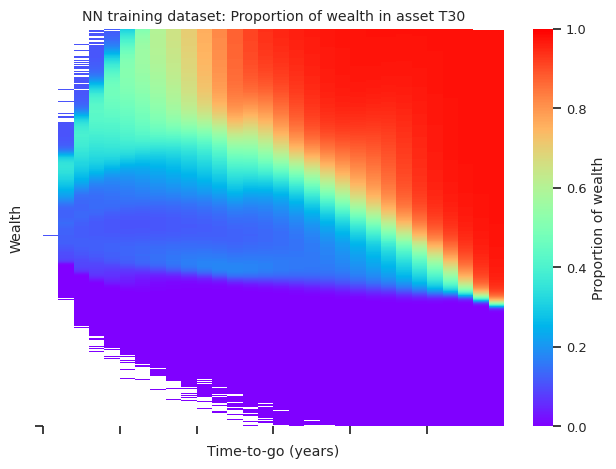 NN training dataset: Proportion of wealth in asset T30
Wealth
Time-to-go (years)
1.0
0.8
0.6
0.4
0.2
0.0
Proportion of wealth